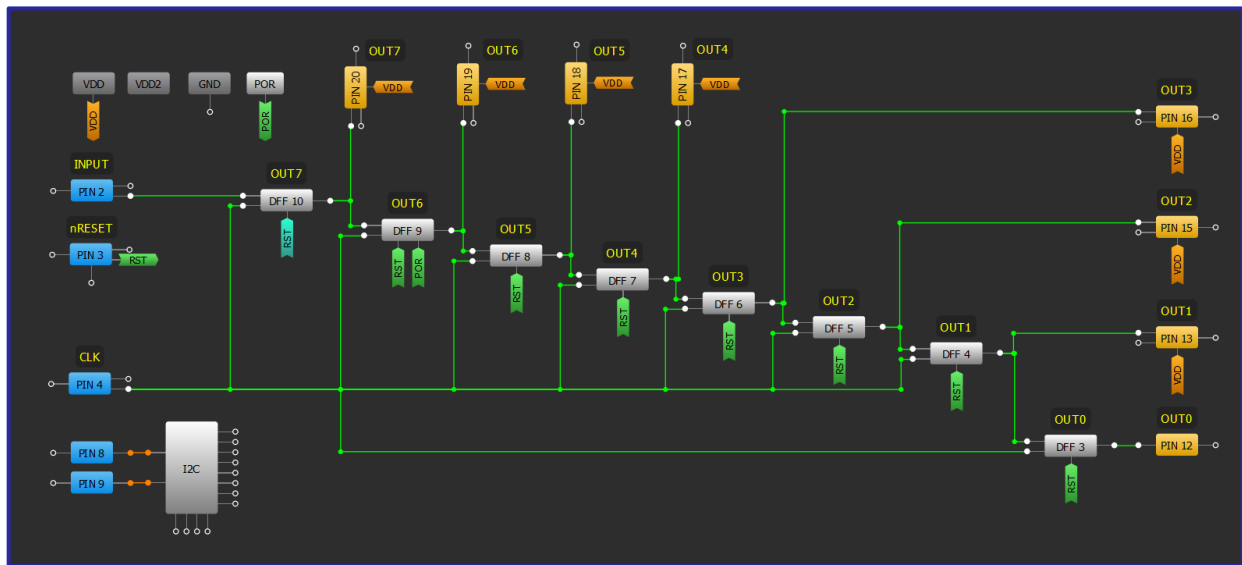 OUT7
OUT6
OUT5
OUT4
PIN 20
VDD
PIN 19
VDD
PIN 18
VDD
PIN 17
VDD
VDD
VDD2
GND
POR
VDD
POR
OUT3
PIN 16
VDD
INPUT
PIN 2
OUT7
DFF 10
RST
OUT6
DFF 9
RST
POR
OUT2
PIN 15
VDD
nRESET
PIN 3
RST
OUT5
DFF 8
RST
OUT4
DFF 7
RST
OUT3
DFF 6
RST
OUT2
DFF 5
RST
OUT1
DFF 4
RST
OUT1
PIN 13
VDD
CLK
PIN 4
OUT0
DFF 3
RST
OUT0
PIN 12
PIN 8
PIN 9
I2C